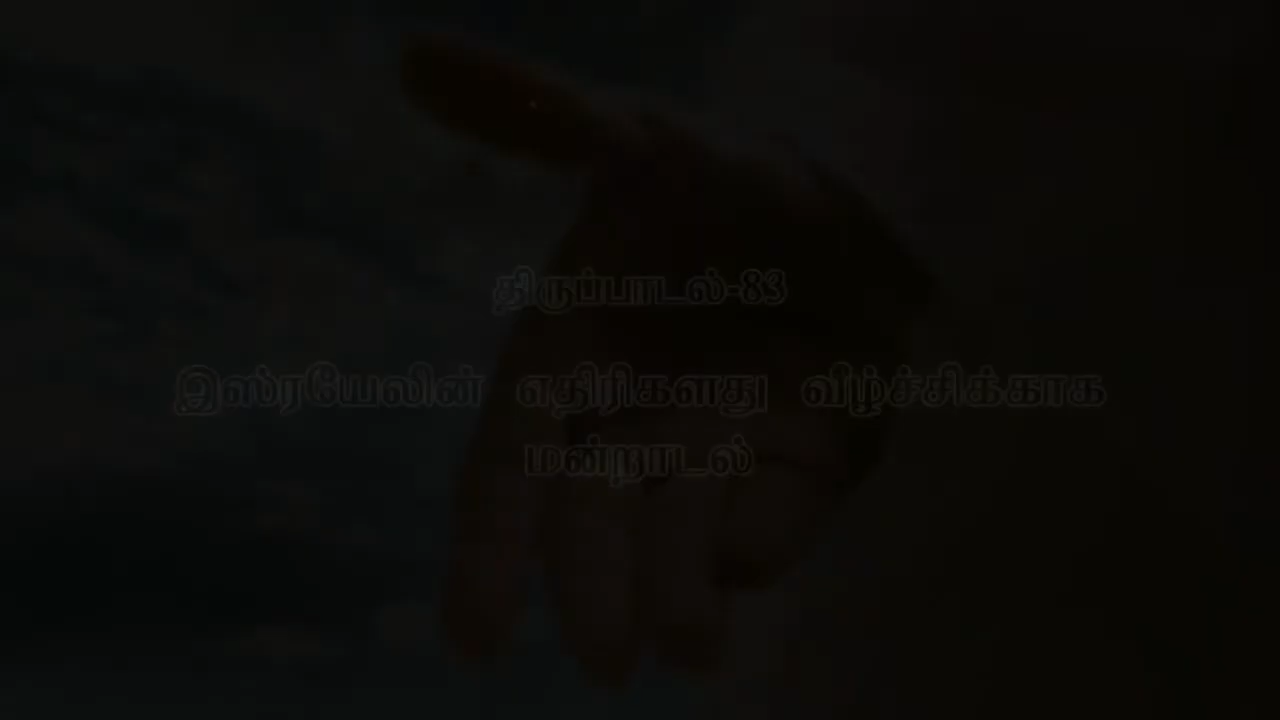 திருப்பாடல்-83
இஸ்ரயேலின் எதிரிகளது வீழ்ச்சிக்காக
மன்றாடல்